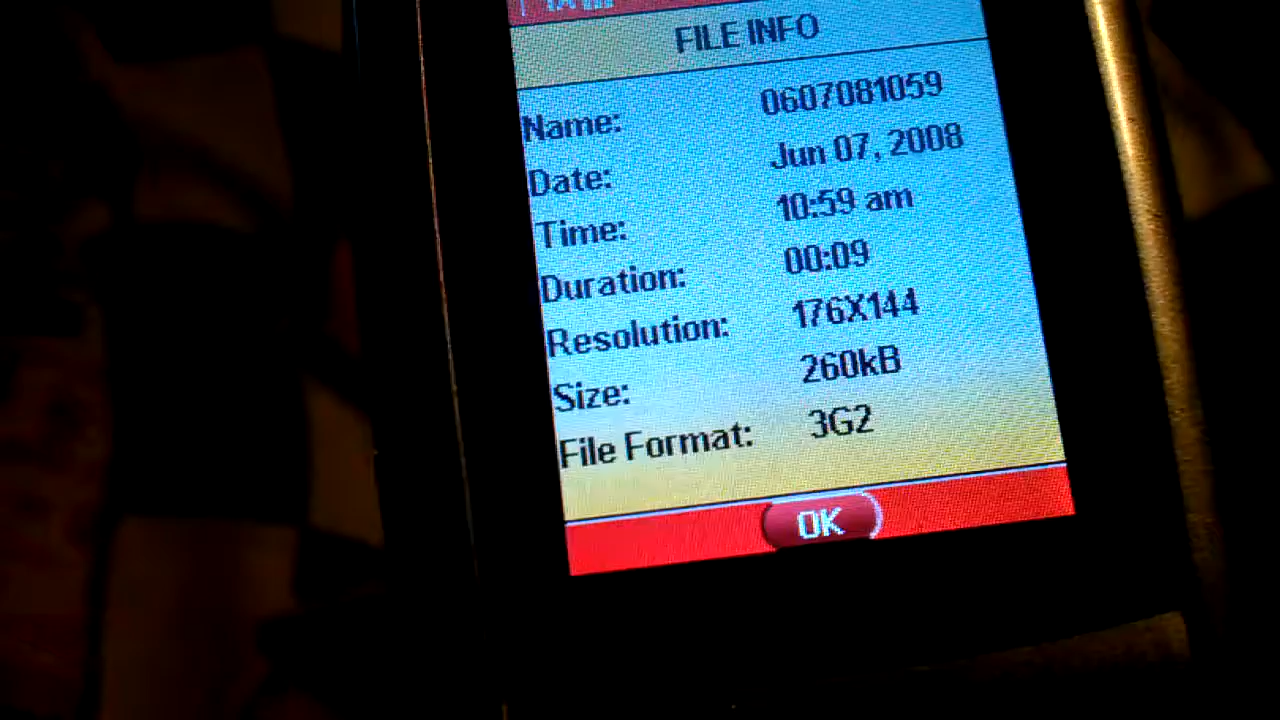 FILE INFO
Name: 0607081059
Date: Jun 07, 2008
Time: 10:59 am
Duration: 00:09
Resolution: 176X144
Size: 260kB
File Format: 3G2
OK